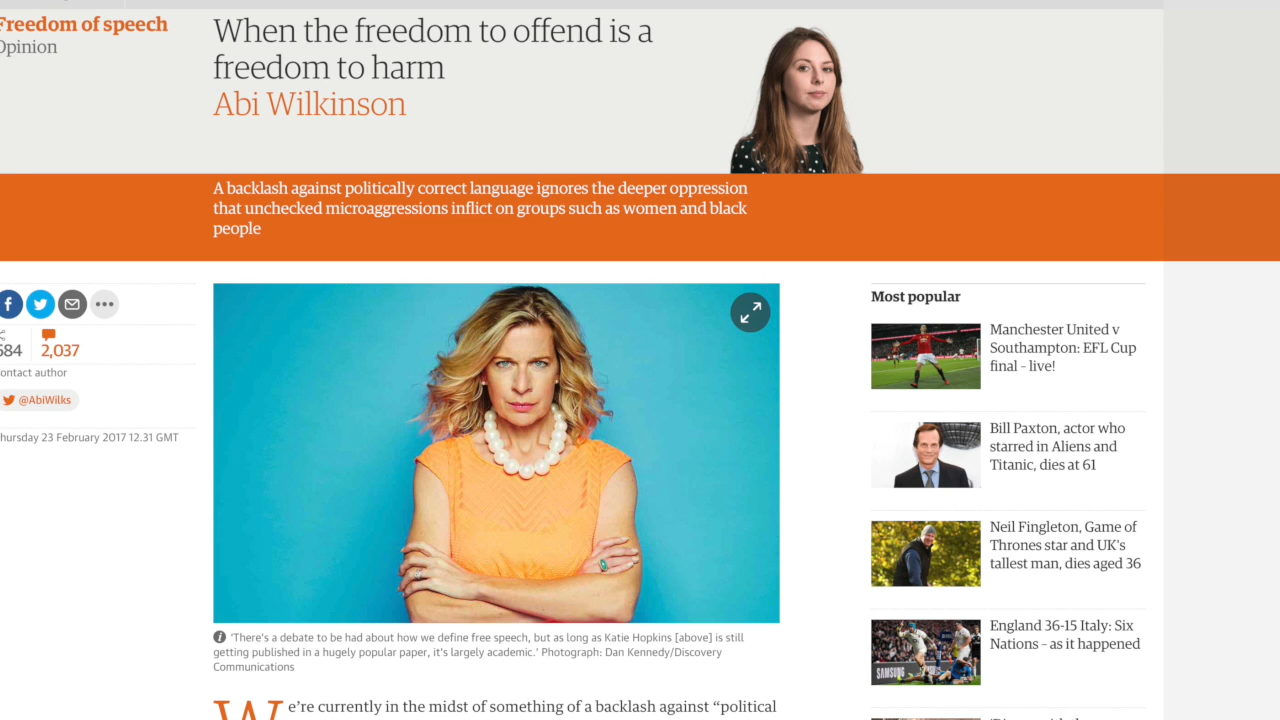 Freedom of speech
Opinion
When the freedom to offend is a
freedom to harm
Abi Wilkinson
A backlash against politically correct language ignores the deeper oppression
that unchecked microaggressions inflict on groups such as women and black
people
684
2,037
ontact author
@AbiWilks
hursday 23 February 2017 12.31 GMT
'There's a debate to be had about how we define free speech, but as long as Katie Hopkins [above] is still
getting published in a hugely popular paper, it's largely academic.' Photograph: Dan Kennedy/Discovery
Communications
We're currently in the midst of something of a backlash against “political
Most popular
Manchester United v
Southampton: EFL Cup
final – live!
Bill Paxton, actor who
starred in Aliens and
Titanic, dies at 61
Neil Fingleton, Game of
Thrones star and UK's
tallest man, dies aged 36
England 36-15 Italy: Six
Nations – as it happened
SAMSUNG